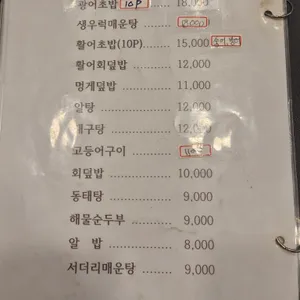 광어초밥 10P ......... 18,000
생우럭매운탕 .........
활어초밥(10P) ......... 15,000
활어회덮밥 ......... 12,000
멍게덮밥 ......... 11,000
알탕 ......... 12,000
대구탕 ......... 12,000
고등어구이 .........
회덮밥 ......... 10,000
동태탕 ......... 9,000
해물순두부 ......... 9,000
알 밥 ......... 8,000
서더리매운탕 ......... 9,000